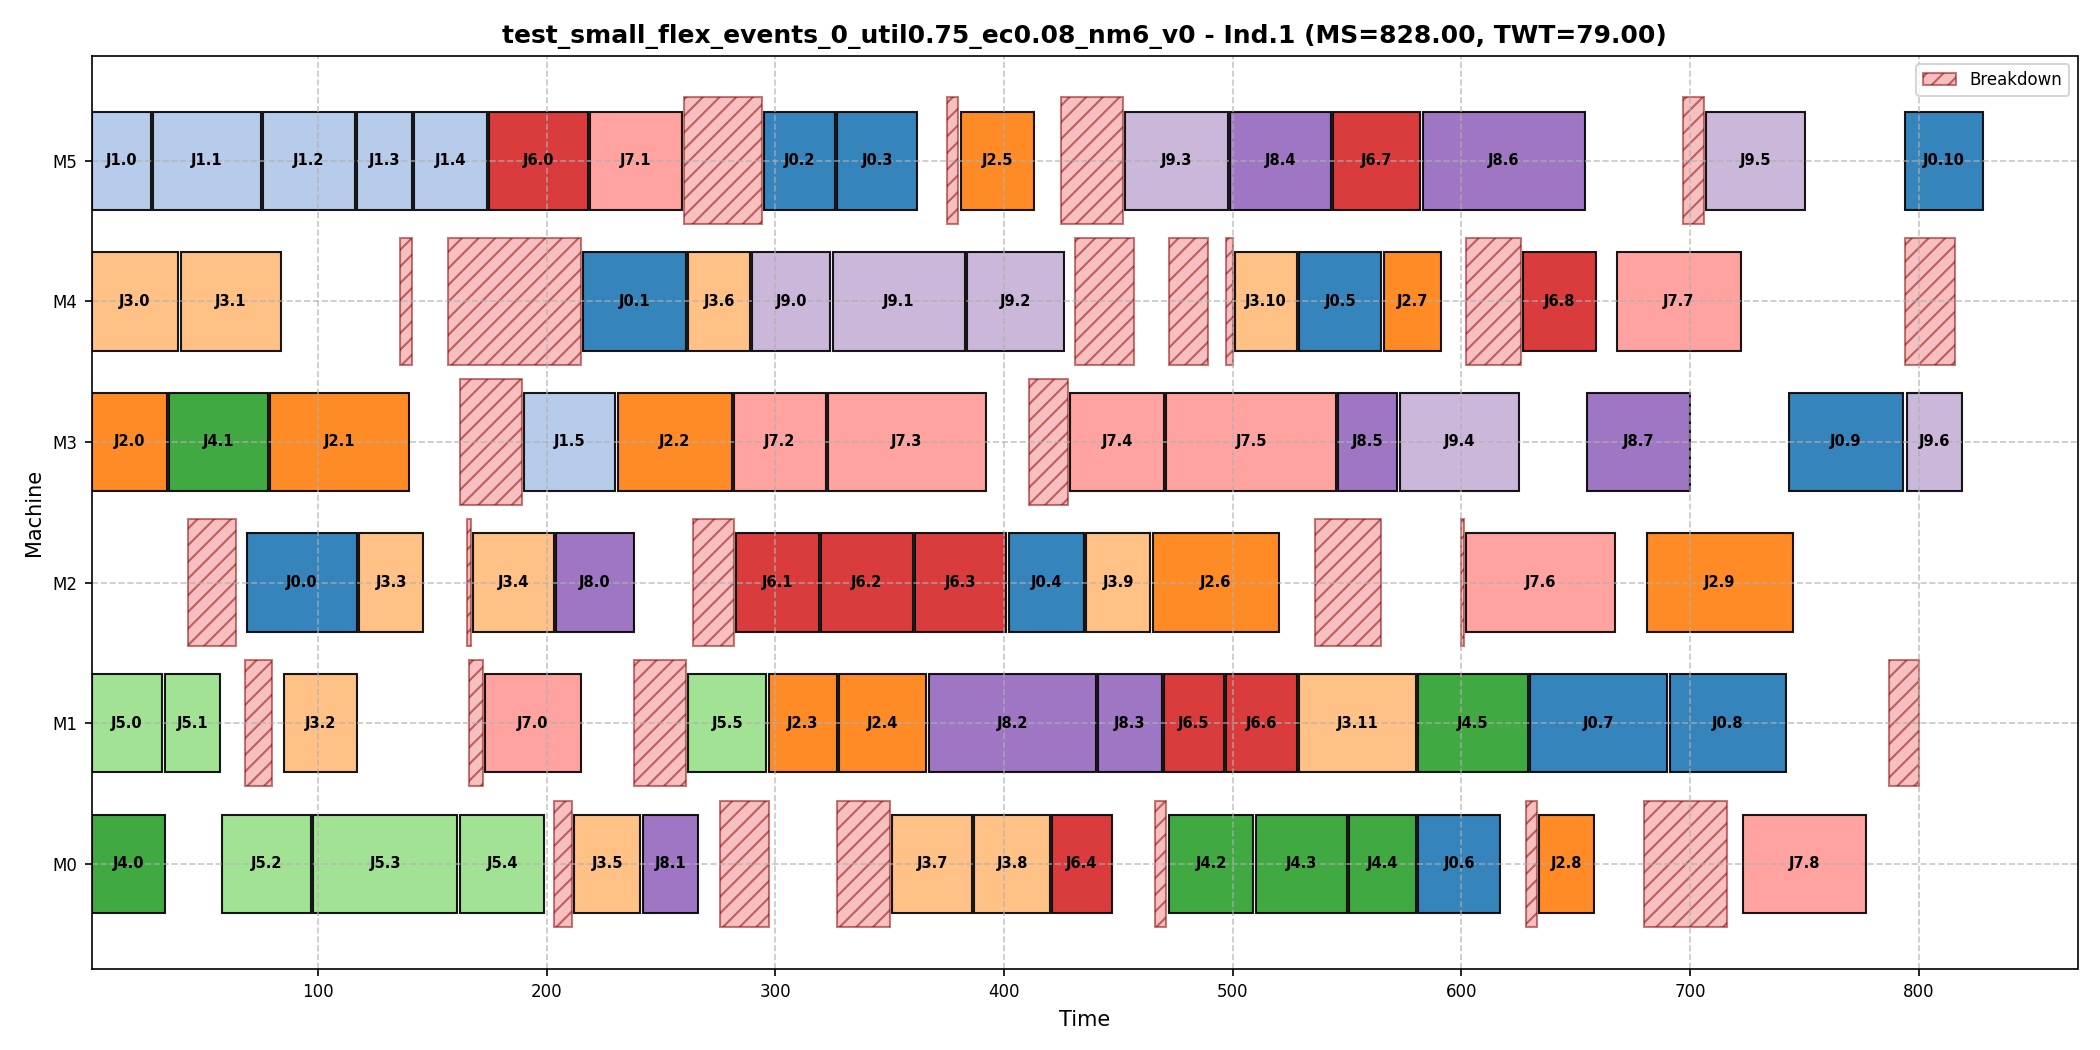 test_small_flex_events_0_util0.75_ec0.08_nm6_v0 - Ind.1 (MS=828.00, TWT=79.00)
Breakdown
M5 J1.0 J1.1 J1.2 J1.3 J1.4 J6.0 J7.1 J0.2 J0.3 J2.5 J9.3 J8.4 J6.7 J8.6 J9.5 J0.10
M4 J3.0 J3.1 J0.1 J3.6 J9.0 J9.1 J9.2 J3.10 J0.5 J2.7 J6.8 J7.7
M3 J2.0 J4.1 J2.1 J1.5 J2.2 J7.2 J7.3 J7.4 J7.5 J8.5 J9.4 J8.7 J0.9 J9.6
Machine
M2 J0.0 J3.3 J3.4 J8.0 J6.1 J6.2 J6.3 J0.4 J3.9 J2.6 J7.6 J2.9
M1 J5.0 J5.1 J3.2 J7.0 J5.5 J2.3 J2.4 J8.2 J8.3 J6.5 J6.6 J3.11 J4.5 J0.7 J0.8
M0 J4.0 J5.2 J5.3 J5.4 J3.5 J8.1 J3.7 J3.8 J6.4 J4.2 J4.3 J4.4 J0.6 J2.8 J7.8
100 200 300 400 500 600 700 800
Time